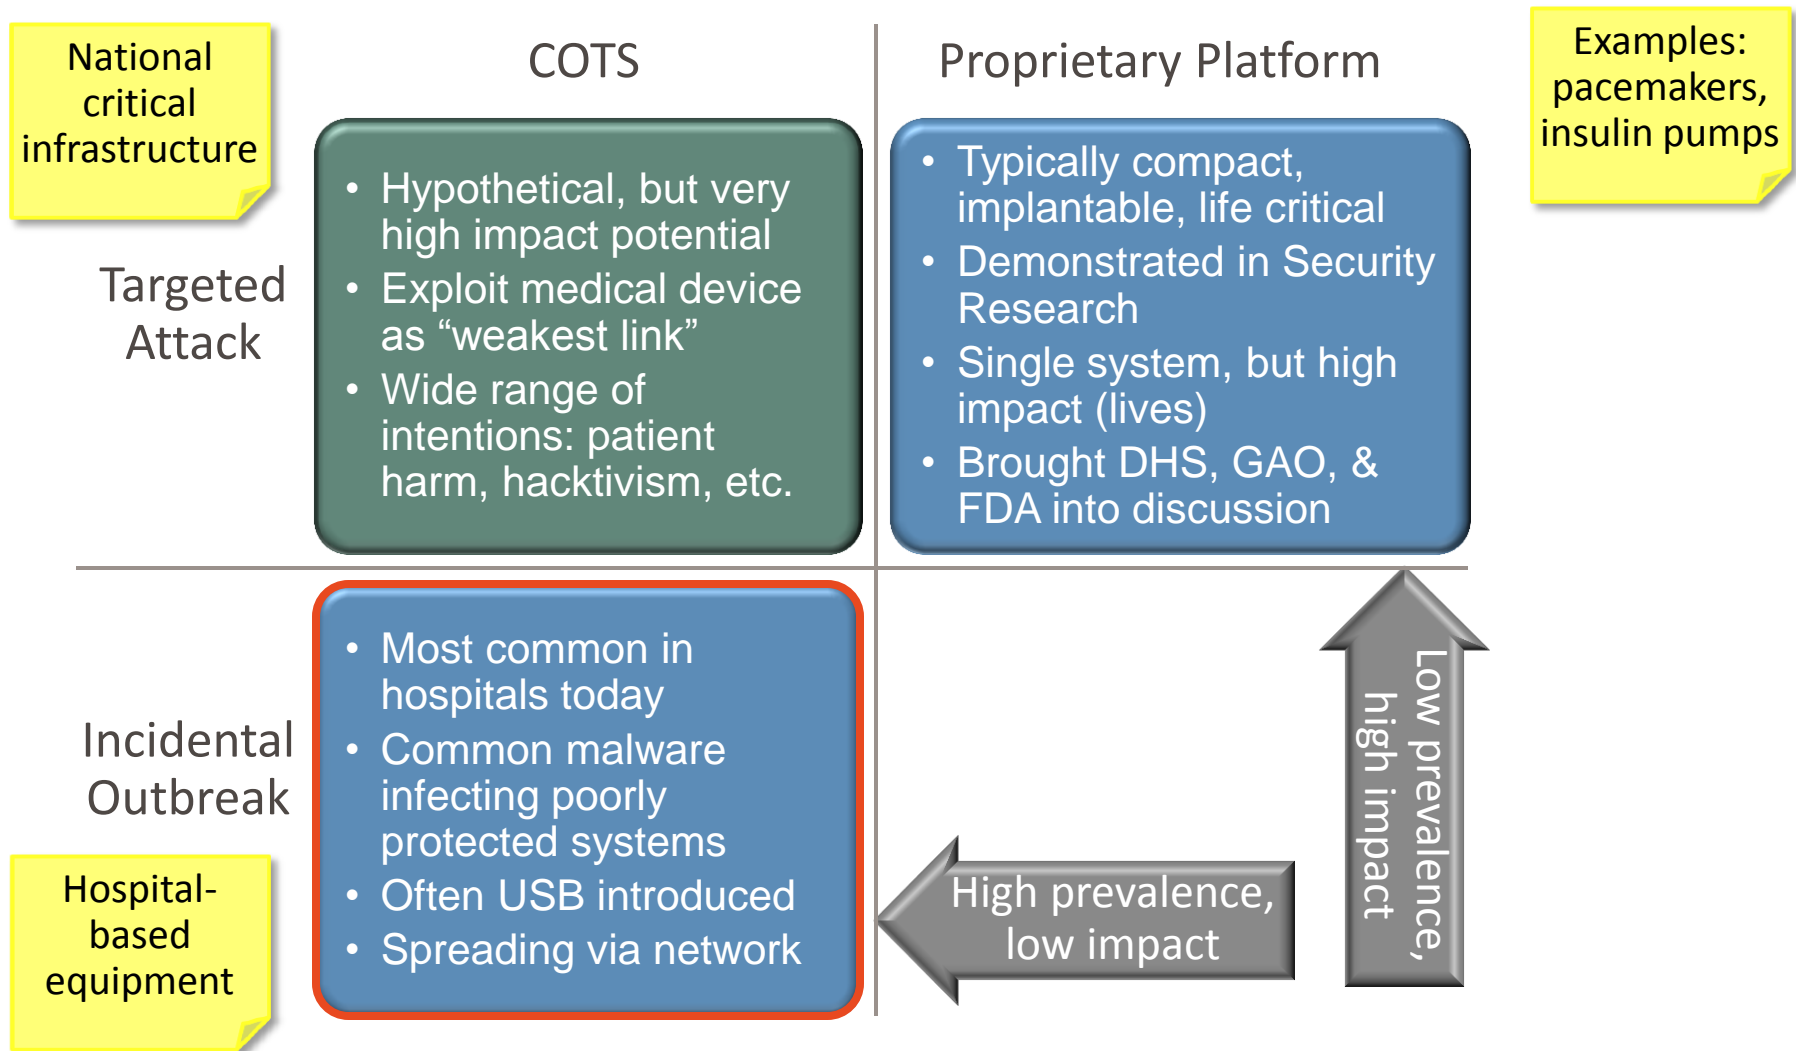 National
critical
infrastructure
COTS
Proprietary Platform
Examples:
pacemakers,
insulin pumps
Targeted
Attack
• Hypothetical, but very
high impact potential
• Exploit medical device
as “weakest link”
• Wide range of
intentions: patient
harm, hacktivism, etc.
• Typically compact,
implantable, life critical
• Demonstrated in Security
Research
• Single system, but high
impact (lives)
• Brought DHS, GAO, &
FDA into discussion
Incidental
Outbreak
Hospital-
based
equipment
• Most common in
hospitals today
• Common malware
infecting poorly
protected systems
• Often USB introduced
• Spreading via network
High prevalence,
low impact
Low prevalence,
high impact